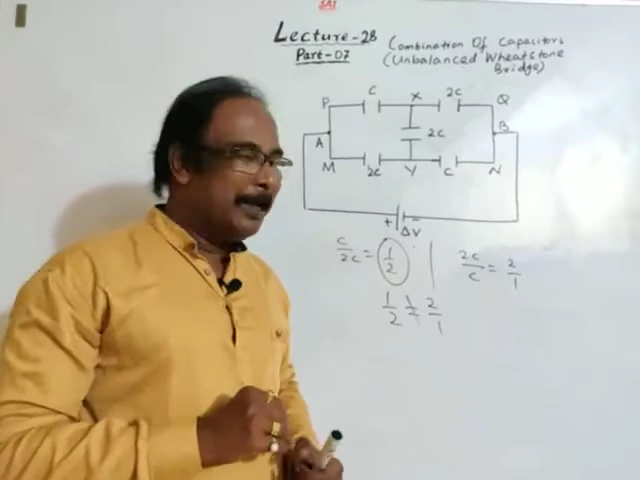 SAI
Lecture-28
Part-07
Combination Of Capacitors
(Unbalanced Wheatstone
Bridge)
P C X 2C Q
A 2C B
M 2C Y C N
+ -
ΔV
C/2C = 1/2 | 2C/C = 2/1
1/2 ≠ 2/1